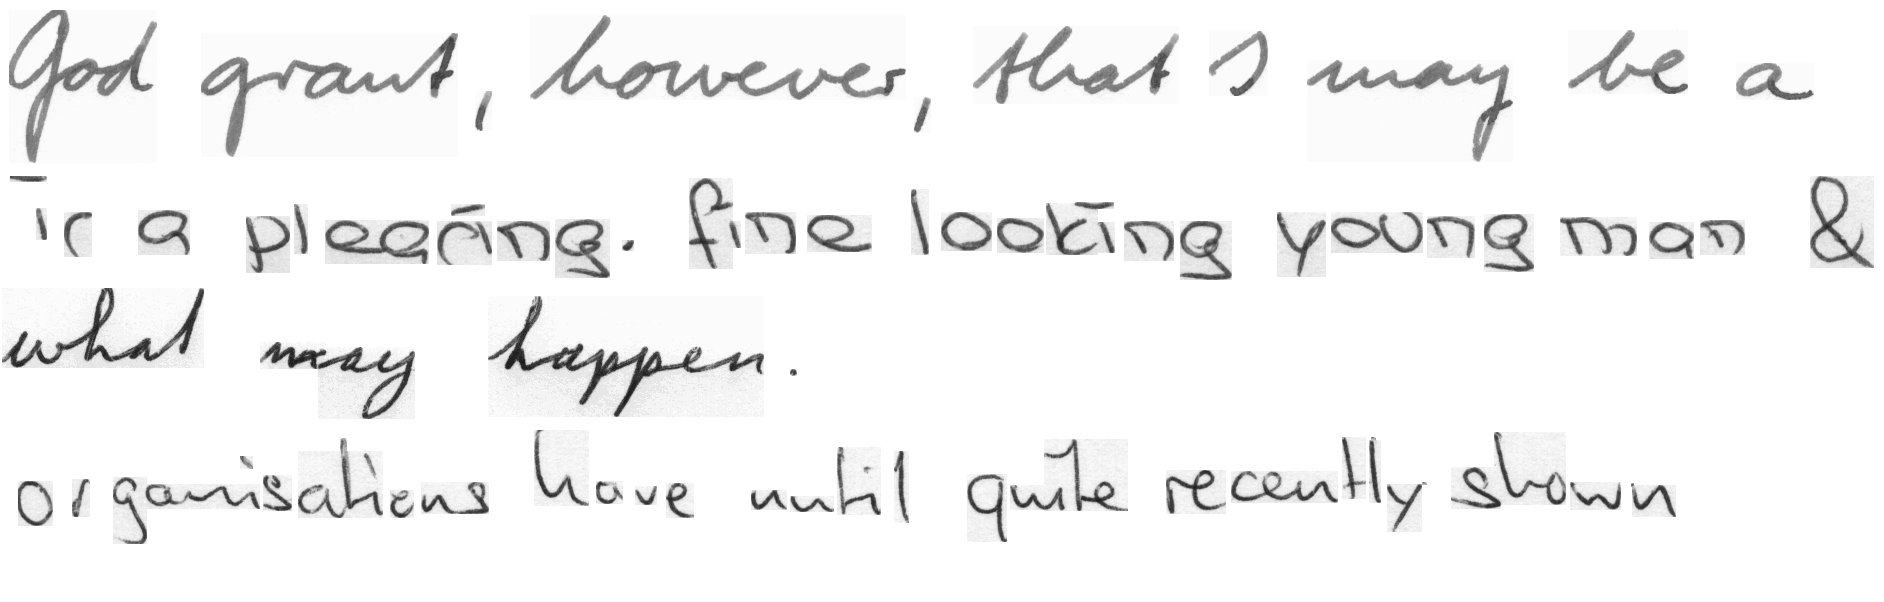 God grant, however, that I may be a
is a pleasing. fine looking young man &
what may happen.
organisations have until quite recently shown